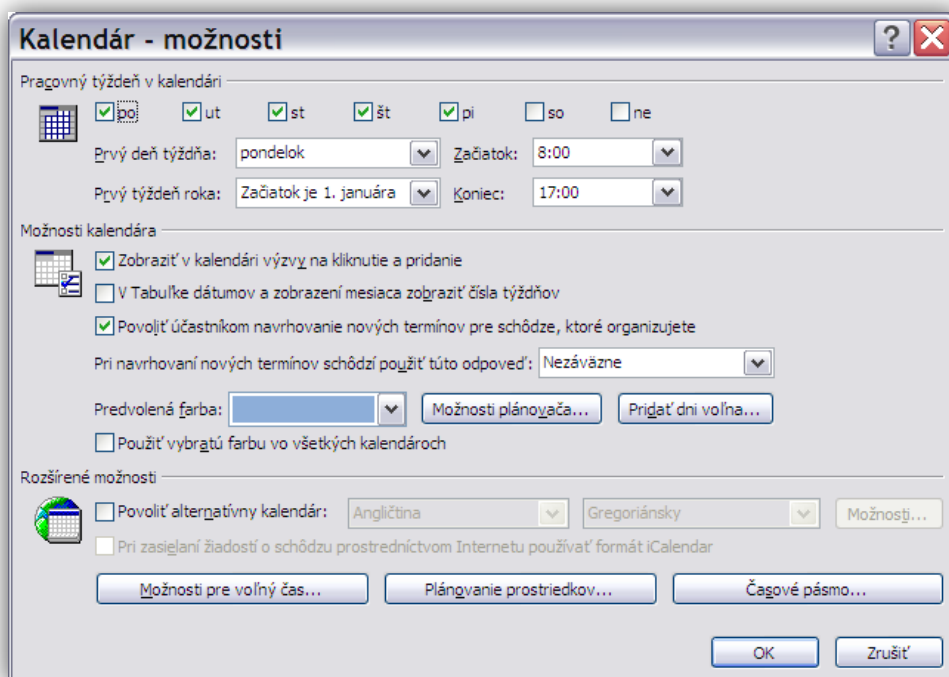 Kalendár - možnosti
Pracovný týždeň v kalendári
po ut st št pi so ne
Prvý deň týždňa: pondelok Začiatok: 8:00
Prvý týždeň roka: Začiatok je 1. januára Koniec: 17:00
Možnosti kalendára
Zobraziť v kalendári výzvy na kliknutie a pridanie
V Tabuľke dátumov a zobrazení mesiaca zobraziť čísla týždňov
Povoliť účastníkom navrhovanie nových termínov pre schôdze, ktoré organizujete
Pri navrhovaní nových termínov schôdzí použiť túto odpoveď: Nezáväzne
Predvolená farba: Možnosti plánovača... Pridať dni voľna...
Použiť vybratú farbu vo všetkých kalendároch
Rozšírené možnosti
Povoliť alternatívny kalendár: Angličtina Gregoriánsky Možnosti...
Pri zasielaní žiadostí o schôdzu prostredníctvom Internetu používať formát iCalendar
Možnosti pre voľný čas... Plánovanie prostriedkov... Časové pásmo...
OK Zrušiť